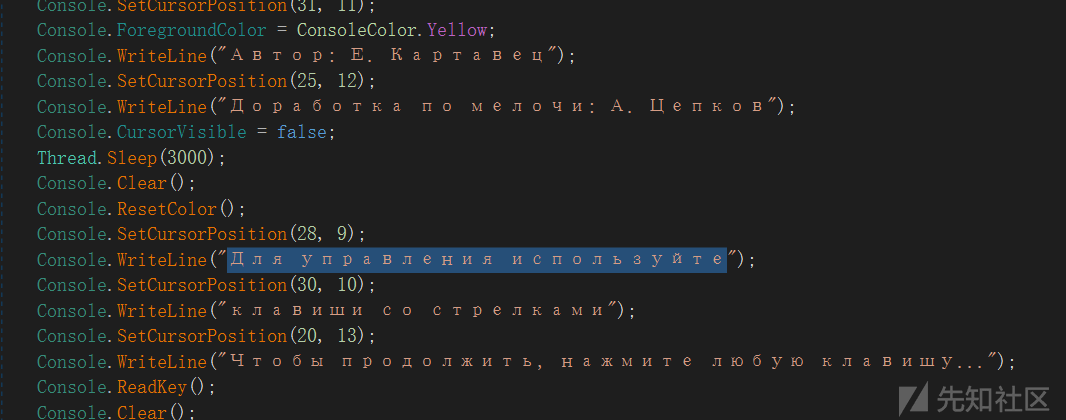 Console.SetCursorPosition(31, 11);
Console.ForegroundColor = ConsoleColor.Yellow;
Console.WriteLine("Автор: Е. Картавец");
Console.SetCursorPosition(25, 12);
Console.WriteLine("Доработка по мелочи: А. Цепков");
Console.CursorVisible = false;
Thread.Sleep(3000);
Console.Clear();
Console.ResetColor();
Console.SetCursorPosition(28, 9);
Console.WriteLine("Для управления используйте");
Console.SetCursorPosition(30, 10);
Console.WriteLine("клавиши со стрелками");
Console.SetCursorPosition(20, 13);
Console.WriteLine("Чтобы продолжить, нажмите любую клавишу...");
Console.ReadKey();
Console.Clear();
先知社区